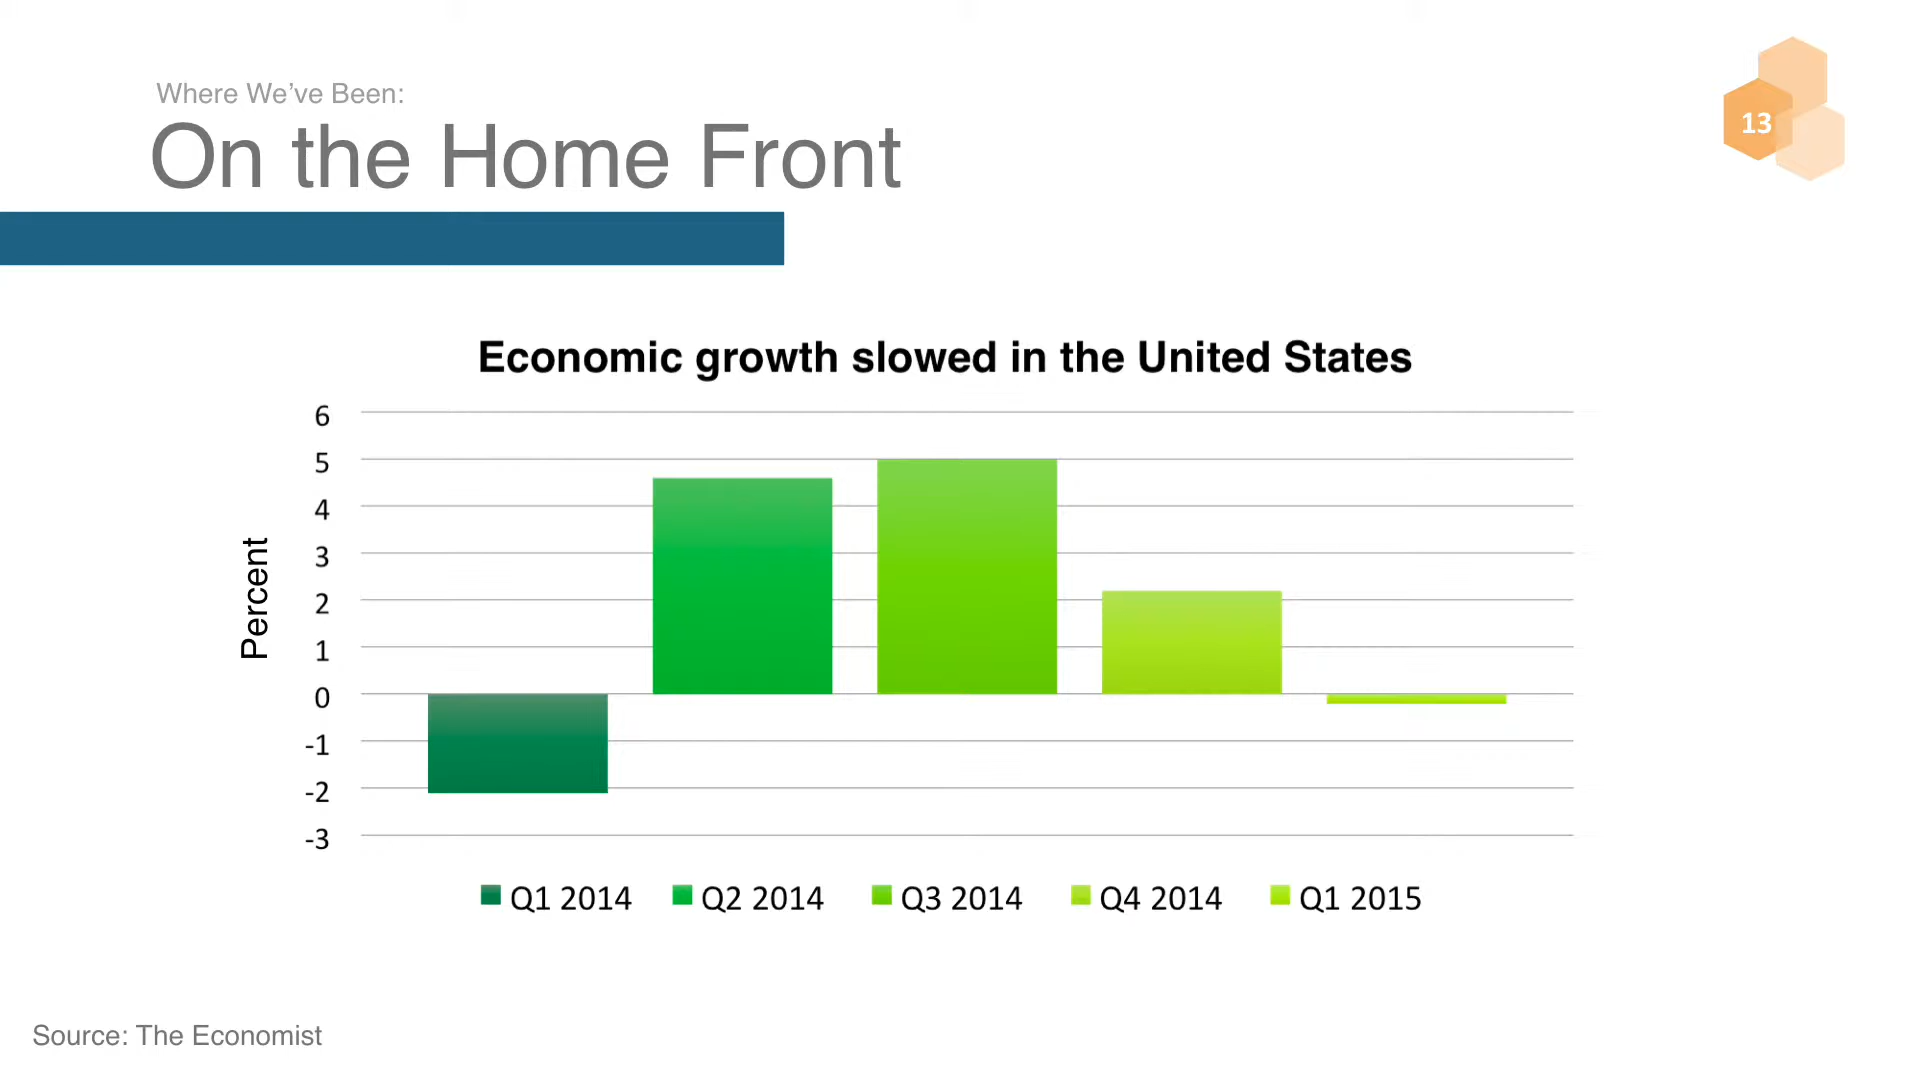 Where We’ve Been:
On the Home Front
13
Economic growth slowed in the United States
Percent
6
5
4
3
2
1
0
-1
-2
-3
Q1 2014 Q2 2014 Q3 2014 Q4 2014 Q1 2015
Source: The Economist